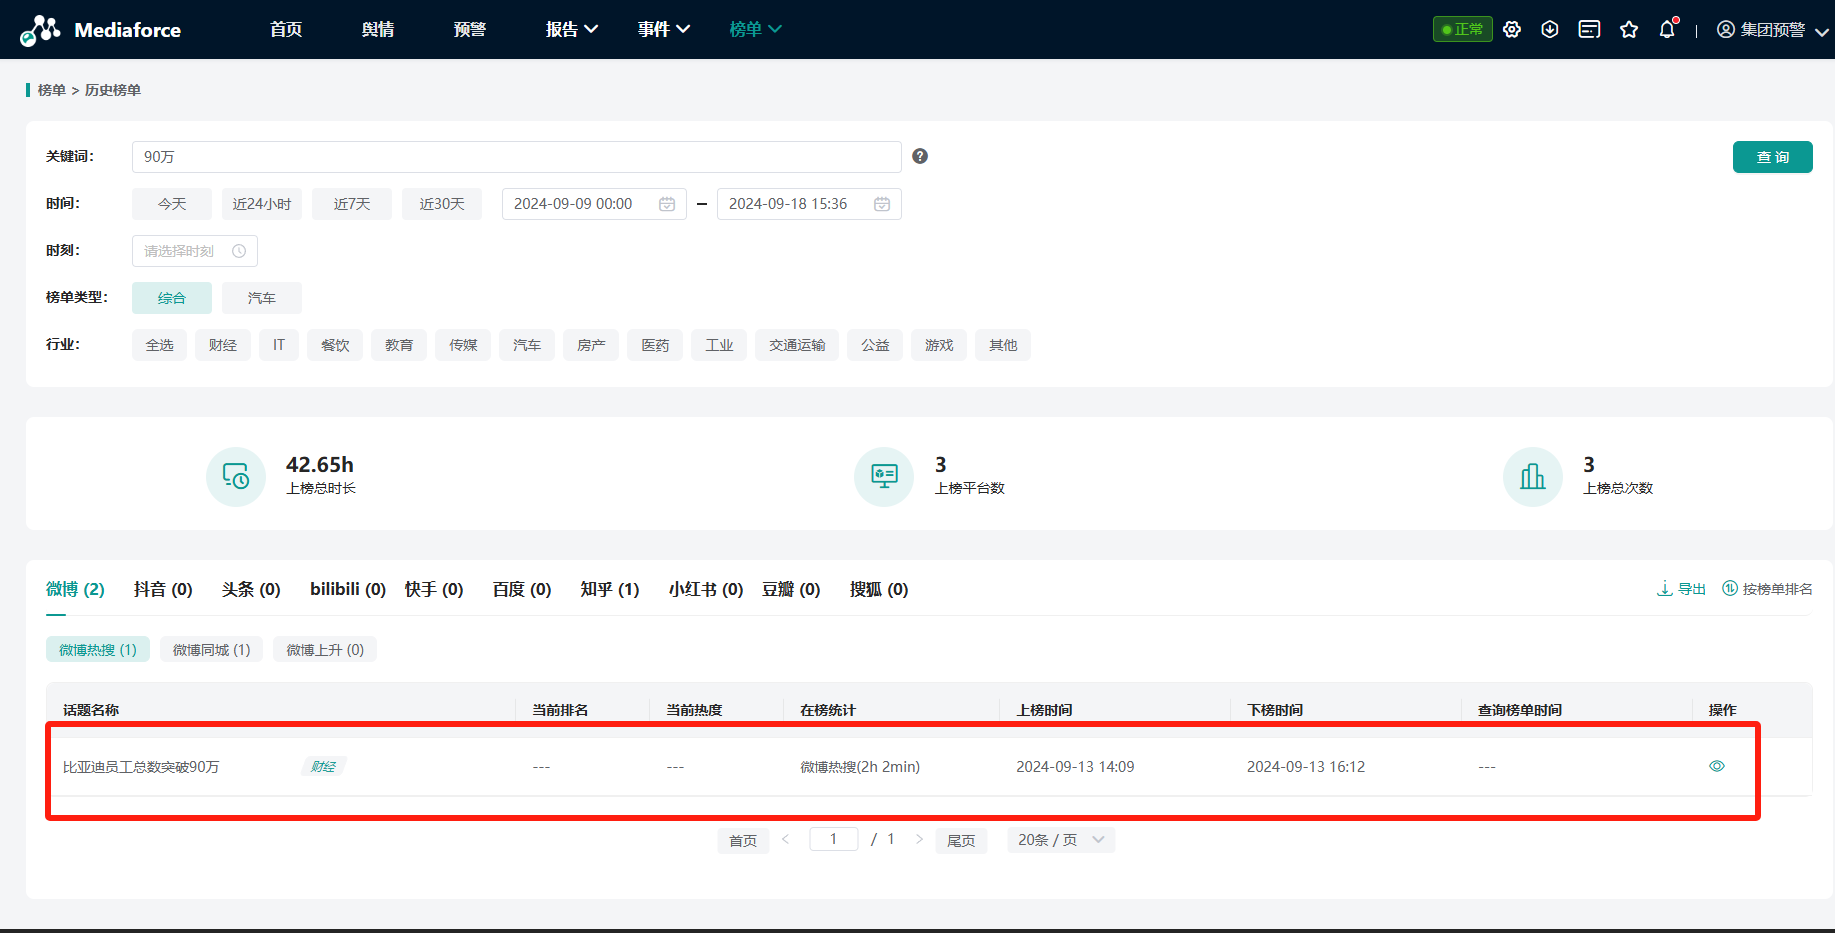 Mediaforce 首页 舆情 预警 报告 事件 榜单 正常 集团预警
榜单 > 历史榜单
关键词: 90万 查询
时间: 今天 近24小时 近7天 近30天 2024-09-09 00:00 – 2024-09-18 15:36
时刻: 请选择时刻
榜单类型: 综合 汽车
行业: 全选 财经 IT 餐饮 教育 传媒 汽车 房产 医药 工业 交通运输 公益 游戏 其他
42.65h 3 3
上榜总时长 上榜平台数 上榜总次数
微博 (2) 抖音 (0) 头条 (0) bilibili (0) 快手 (0) 百度 (0) 知乎 (1) 小红书 (0) 豆瓣 (0) 搜狐 (0) 导出 按榜单排名
微博热搜 (1) 微博同城 (1) 微博上升 (0)
话题名称 当前排名 当前热度 在榜统计 上榜时间 下榜时间 查询榜单时间 操作
比亚迪员工总数突破90万 财经 --- --- 微博热搜(2h 2min) 2024-09-13 14:09 2024-09-13 16:12 ---
首页 < 1 / 1 > 尾页 20条 / 页